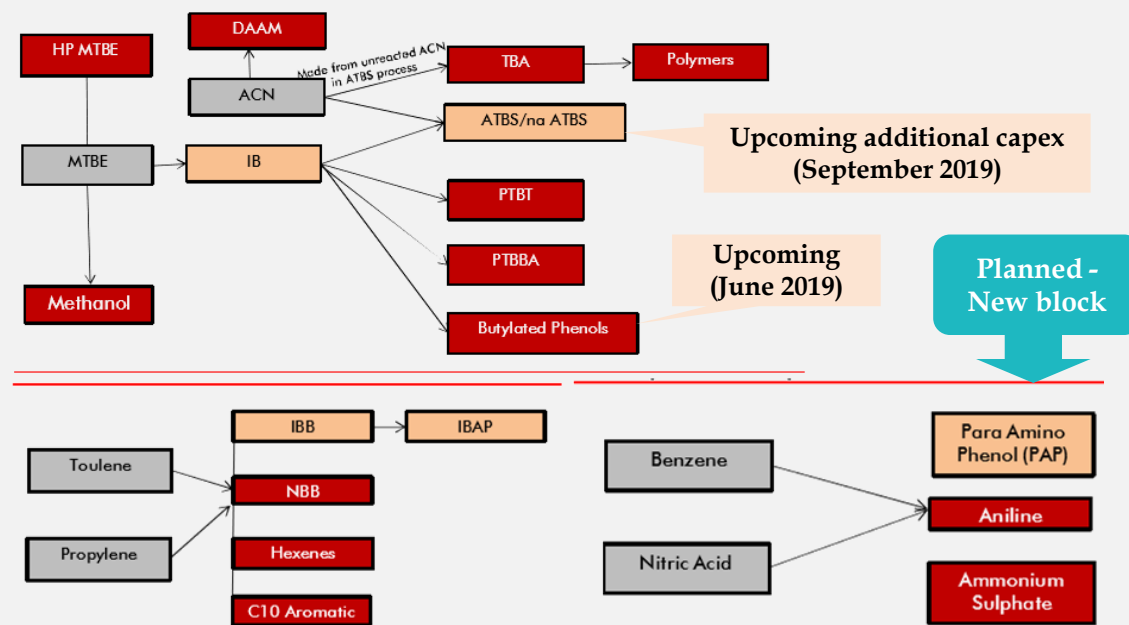 DAAM
HP MTBE
Made from unreacted ACN
in ATBS process
TBA
Polymers
ACN
ATBS/na ATBS
Upcoming additional capex
(September 2019)
MTBE
IB
PTBT
PTBBA
Upcoming
(June 2019)
Planned -
New block
Methanol
Butylated Phenols
IBB
IBAP
Para Amino
Phenol (PAP)
Toulene
Benzene
NBB
Aniline
Propylene
Hexenes
Nitric Acid
Ammonium
Sulphate
C10 Aromatic